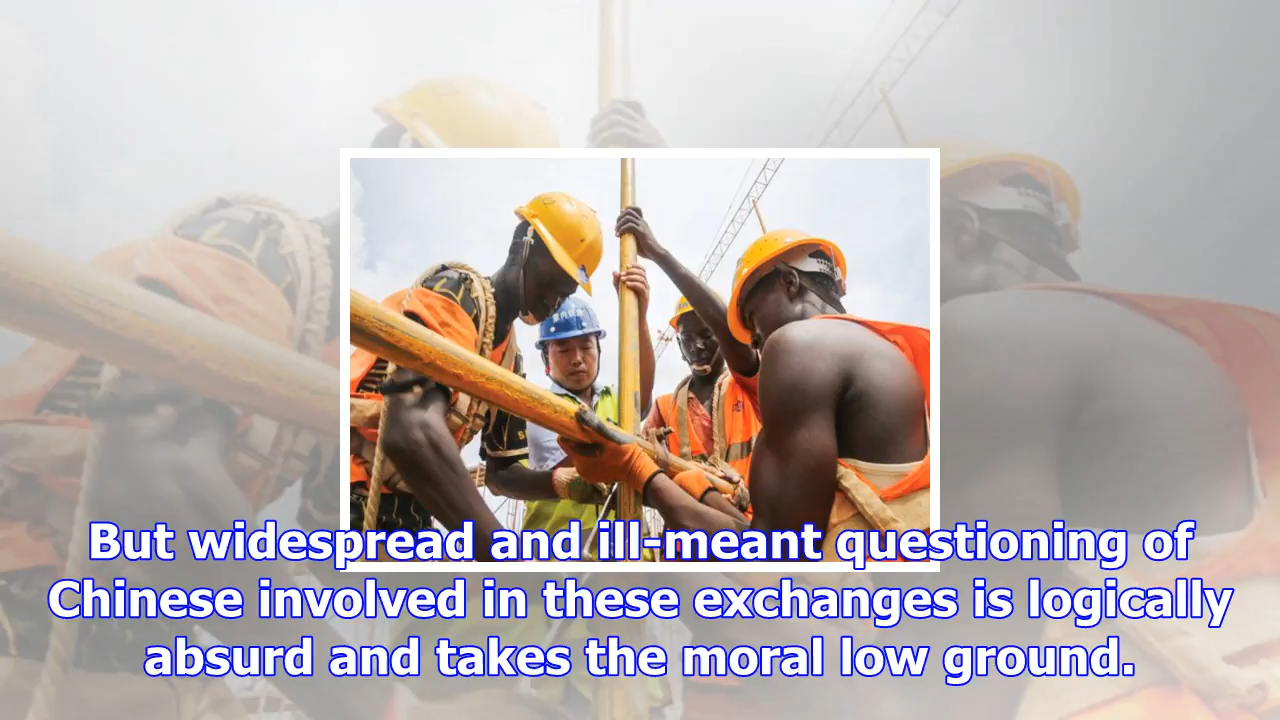 But widespread and ill-meant questioning of
Chinese involved in these exchanges is logically
absurd and takes the moral low ground.